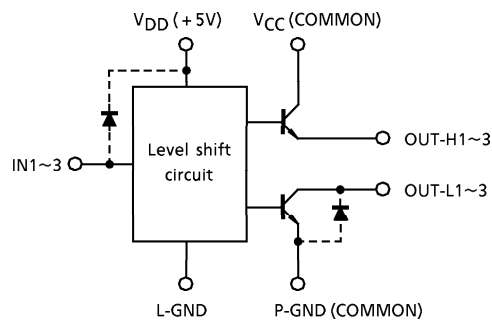 VDD (+5V)
VCC (COMMON)
Level shift
circuit
IN1~3
OUT-H1~3
OUT-L1~3
L-GND
P-GND (COMMON)